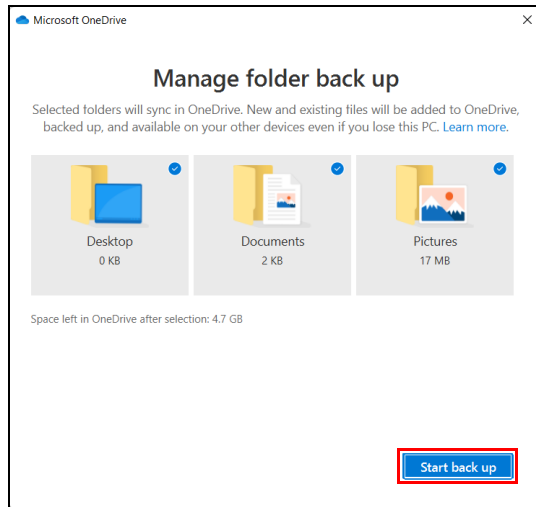 Microsoft OneDrive
Manage folder back up
Selected folders will sync in OneDrive. New and existing files will be added to OneDrive,
backed up, and available on your other devices even if you lose this PC. Learn more.
Desktop
0 KB
Documents
2 KB
Pictures
17 MB
Space left in OneDrive after selection: 4.7 GB
Start back up